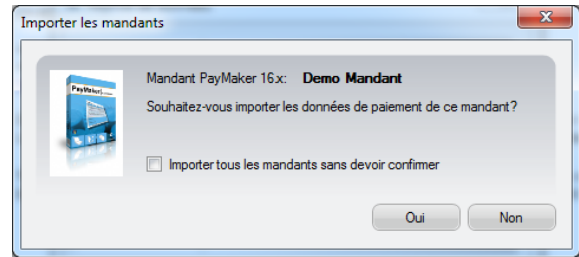 Importer les mandants
PayMaker
Mandant PayMaker 16.x: Demo Mandant
Souhaitez-vous importer les données de paiement de ce mandant?
Importer tous les mandants sans devoir confirmer
Oui Non